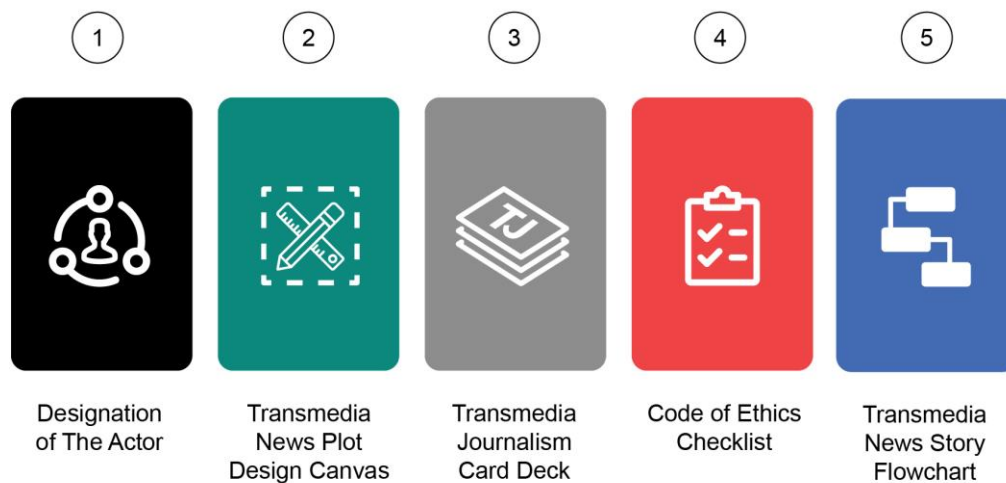 1
2
3
4
5
TJ
Designation
of The Actor
Transmedia
News Plot
Design Canvas
Transmedia
Journalism
Card Deck
Code of Ethics
Checklist
Transmedia
News Story
Flowchart